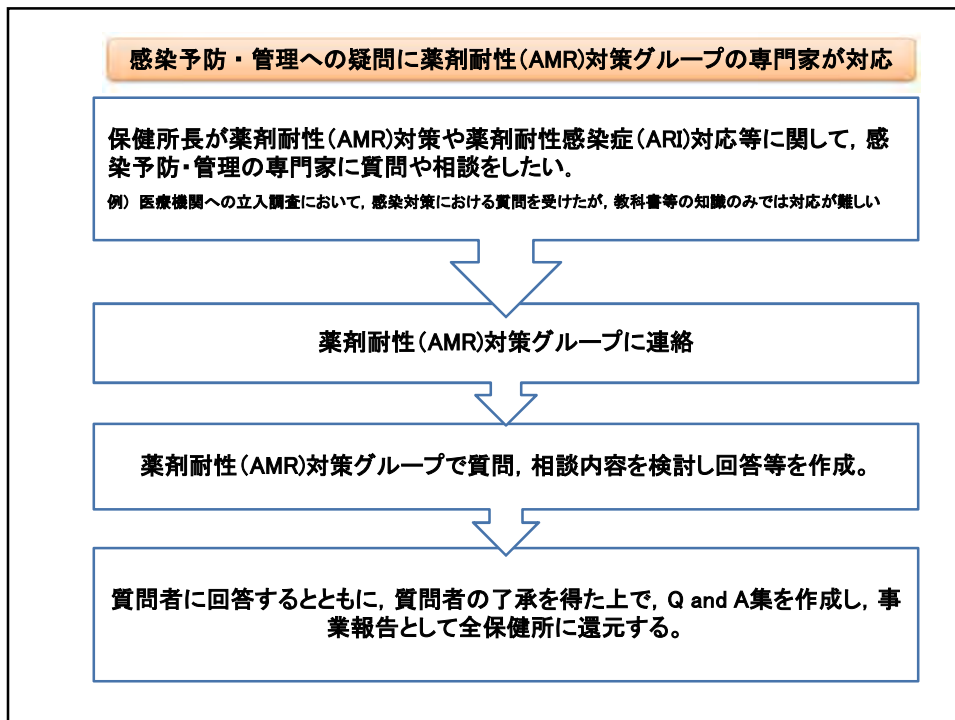 感染予防・管理への疑問に薬剤耐性(AMR)対策グループの専門家が対応
保健所長が薬剤耐性(AMR)対策や薬剤耐性感染症(ARI)対応等に関して，感
染予防・管理の専門家に質問や相談をしたい．
例） 医療機関への立入調査において，感染対策における質問を受けたが，教科書等の知識のみでは対応が難しい
薬剤耐性(AMR)対策グループに連絡
薬剤耐性(AMR)対策グループで質問，相談内容を検討し回答等を作成。
質問者に回答するとともに，質問者の了承を得た上で，Q and A集を作成し，事
業報告として全保健所に還元する。